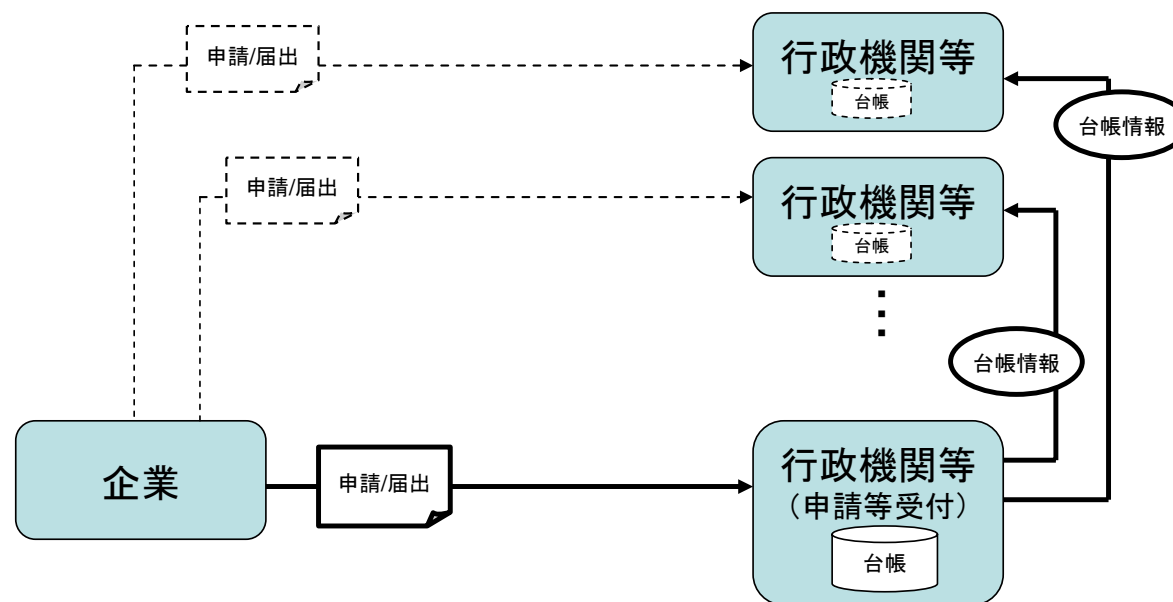 申請/届出
行政機関等
台帳
台帳情報
申請/届出
行政機関等
台帳
台帳情報
企業
申請/届出
行政機関等
（申請等受付）
台帳